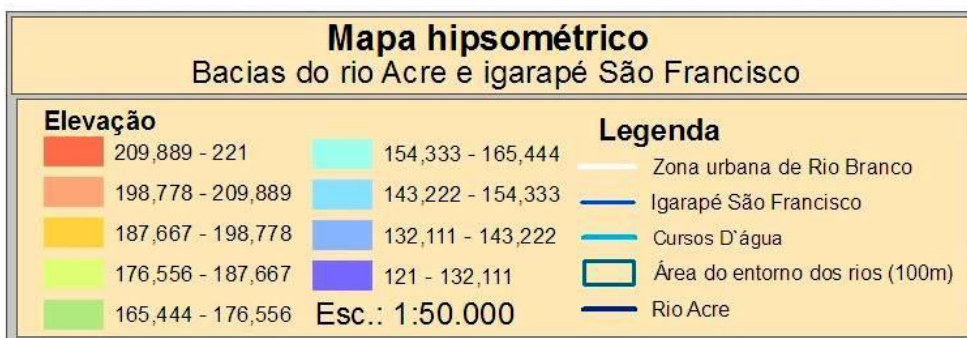 Mapa hipsométrico
Bacias do rio Acre e igarapé São Francisco
Elevação
209,889 - 221
198,778 - 209,889
187,667 - 198,778
176,556 - 187,667
165,444 - 176,556
154,333 - 165,444
143,222 - 154,333
132,111 - 143,222
121 - 132,111
Esc.: 1:50.000
Legenda
Zona urbana de Rio Branco
Igarapé São Francisco
Cursos D`água
Área do entorno dos rios (100m)
Rio Acre